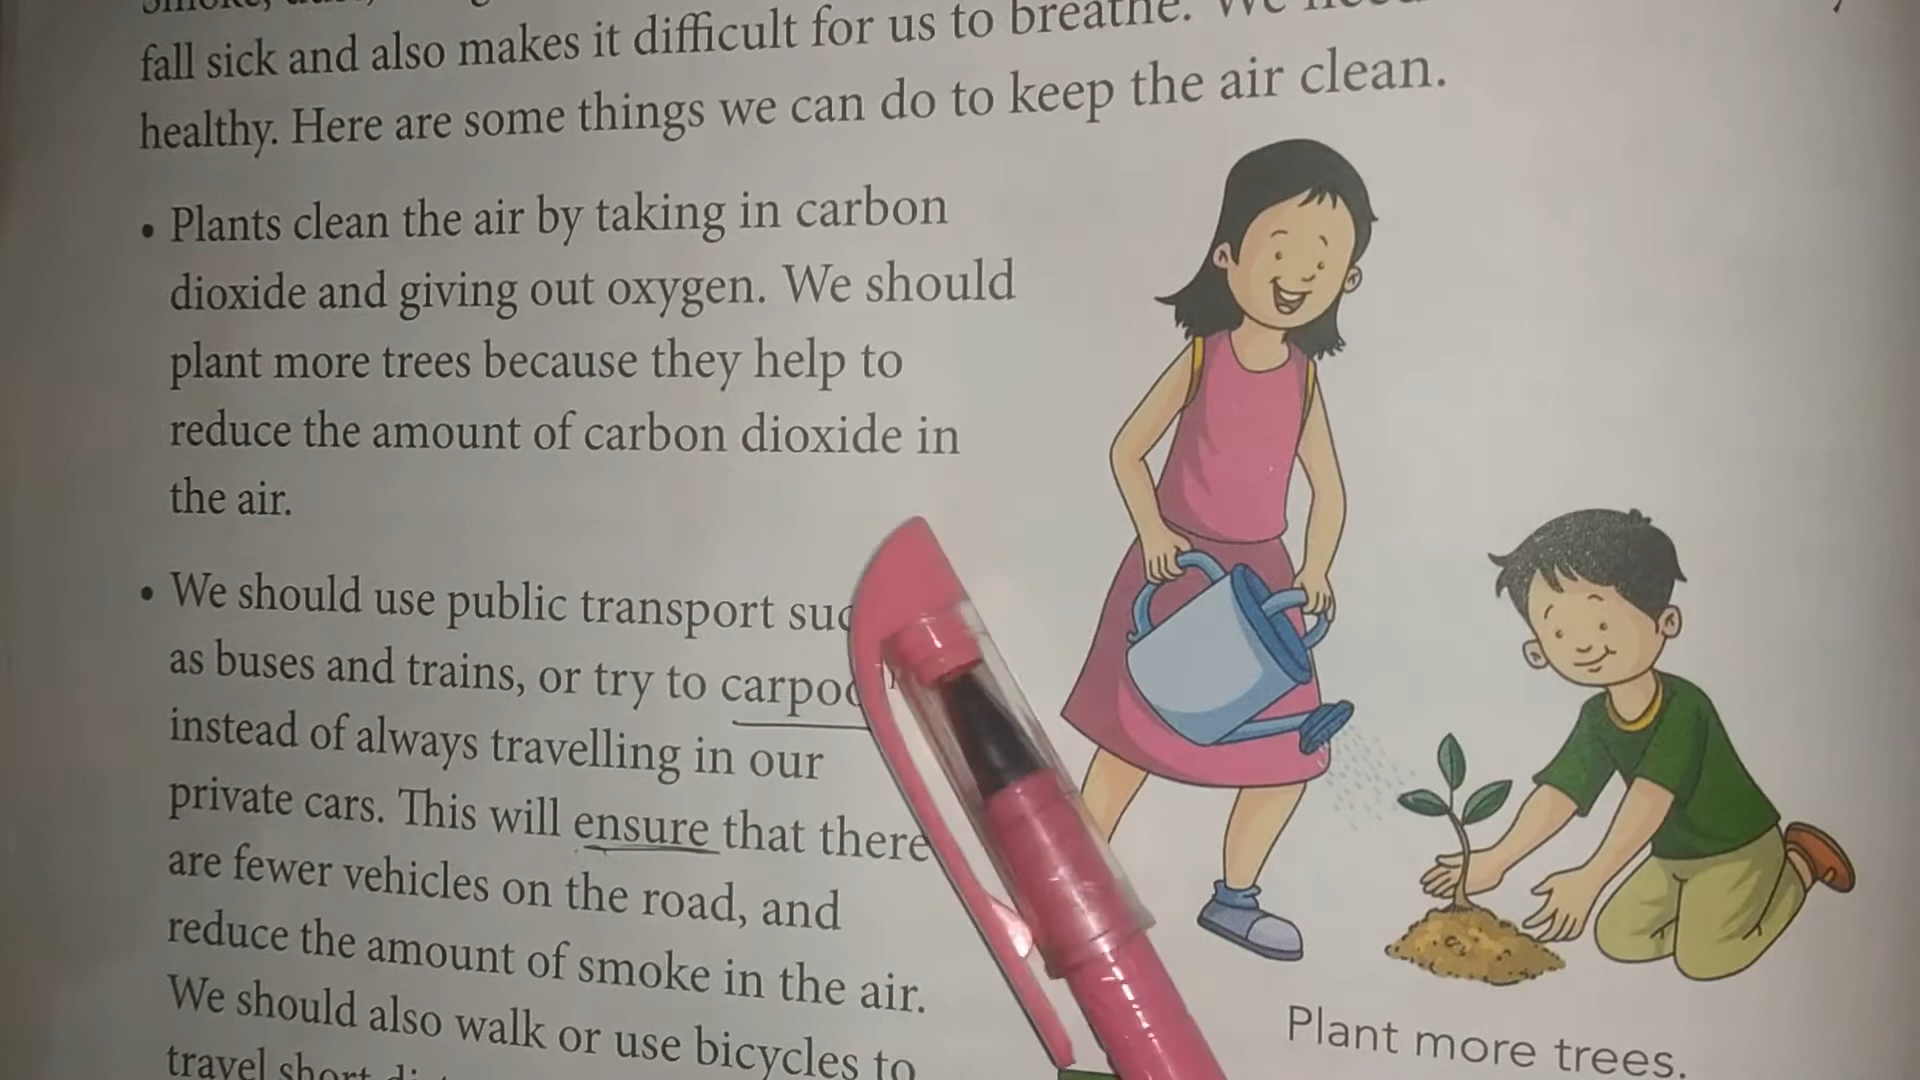 fall sick and also makes it difficult for us to breathe. We
healthy. Here are some things we can do to keep the air clean.
• Plants clean the air by taking in carbon
dioxide and giving out oxygen. We should
plant more trees because they help to
reduce the amount of carbon dioxide in
the air.
• We should use public transport
as buses and trains, or try to
instead of always travelling in our
private cars. This will ensure that there
are fewer vehicles on the road, and
reduce the amount of smoke in the air.
We should also walk or use bicycles to
travel short
Plant more trees.